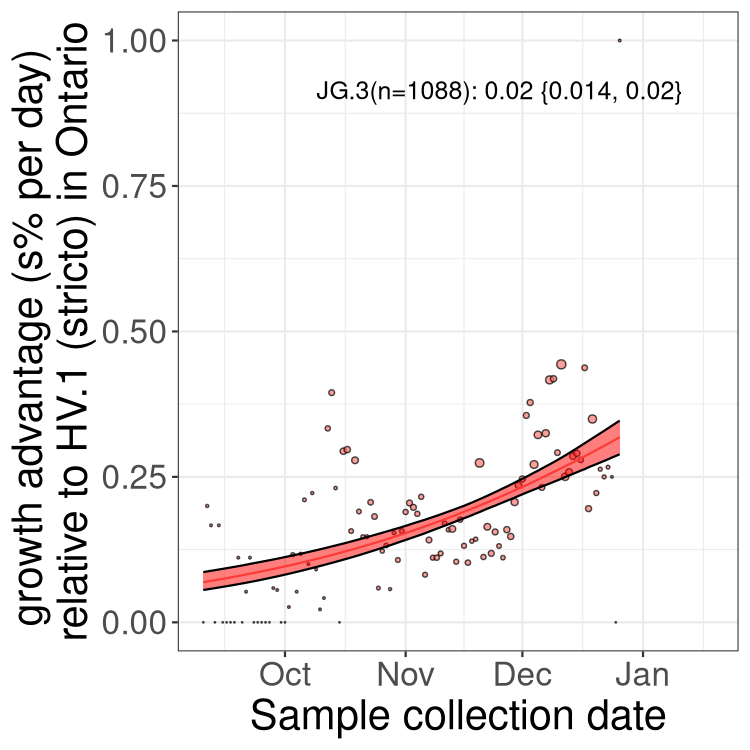 growth advantage (s% per day)
relative to HV.1 (stricto) in Ontario
1.00
0.75
0.50
0.25
0.00
JG.3(n=1088): 0.02 {0.014, 0.02}
Oct Nov Dec Jan
Sample collection date